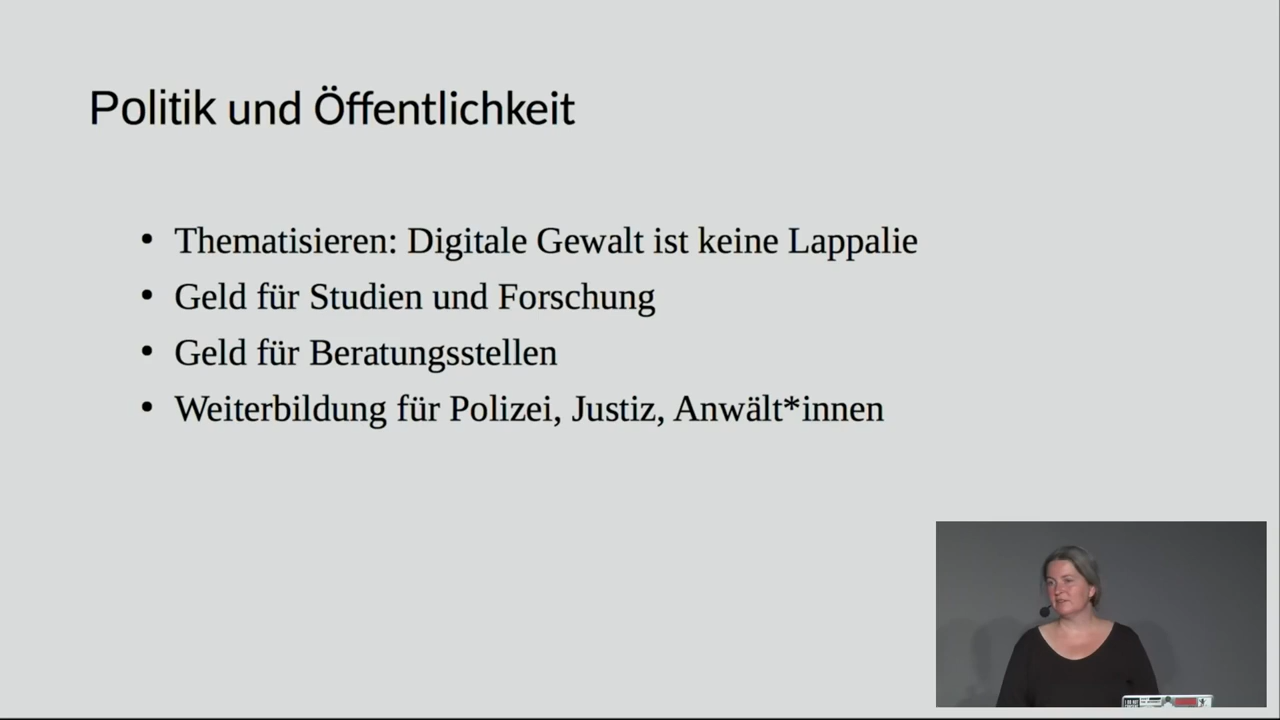 Politik und Öffentlichkeit
• Thematisieren: Digitale Gewalt ist keine Lappalie
• Geld für Studien und Forschung
• Geld für Beratungsstellen
• Weiterbildung für Polizei, Justiz, Anwält*innen